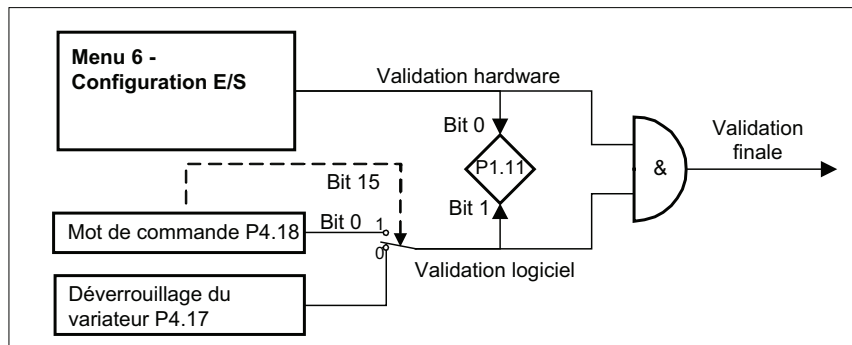 Menu 6 -
Configuration E/S
Validation hardware
Bit 0
Validation
finale
P1.11
&
Bit 15
Bit 1
Mot de commande P4.18
Bit 0
1
0
Validation logiciel
Déverrouillage du
variateur P4.17